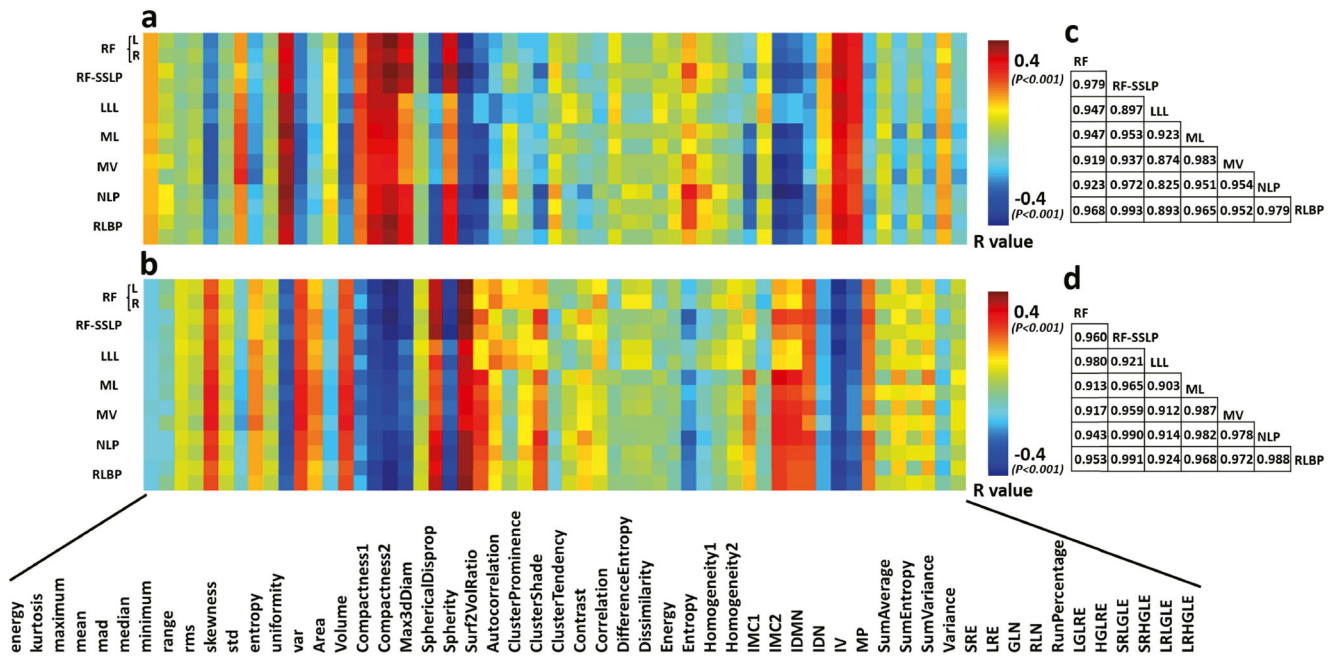 a
RF { L
R
RF-SSLP
LLL
ML
MV
NLP
RLBP
0.4
(P<0.001)
-0.4
(P<0.001)
R value
c
RF
0.979 RF-SSLP
0.947 0.897 LLL
0.947 0.953 0.923 ML
0.919 0.937 0.874 0.983 MV
0.923 0.972 0.825 0.951 0.954 NLP
0.968 0.993 0.893 0.965 0.952 0.979 RLBP
b
RF { L
R
RF-SSLP
LLL
ML
MV
NLP
RLBP
0.4
(P<0.001)
-0.4
(P<0.001)
R value
d
RF
0.960 RF-SSLP
0.980 0.921 LLL
0.913 0.965 0.903 ML
0.917 0.959 0.912 0.987 MV
0.943 0.990 0.914 0.982 0.978 NLP
0.953 0.991 0.924 0.968 0.972 0.988 RLBP
energy
kurtosis
maximum
mean
mad
median
minimum
range
rms
skewness
std
entropy
uniformity
var
Area
Volume
Compactness1
Compactness2
Max3dDiam
SphericalDisprop
Sphericity
Surf2VolRatio
Autocorrelation
ClusterProminence
ClusterShade
ClusterTendency
Contrast
Correlation
DifferenceEntropy
Dissimilarity
Energy
Entropy
Homogeneity1
Homogeneity2
IMC1
IMC2
IDMN
IDN
IV
MP
SumAverage
SumEntropy
SumVariance
Variance
SRE
LRE
GLN
RLN
RunPercentage
LGLRE
HGLRE
SRLGLE
SRHGLE
LRLGLE
LRHGLE